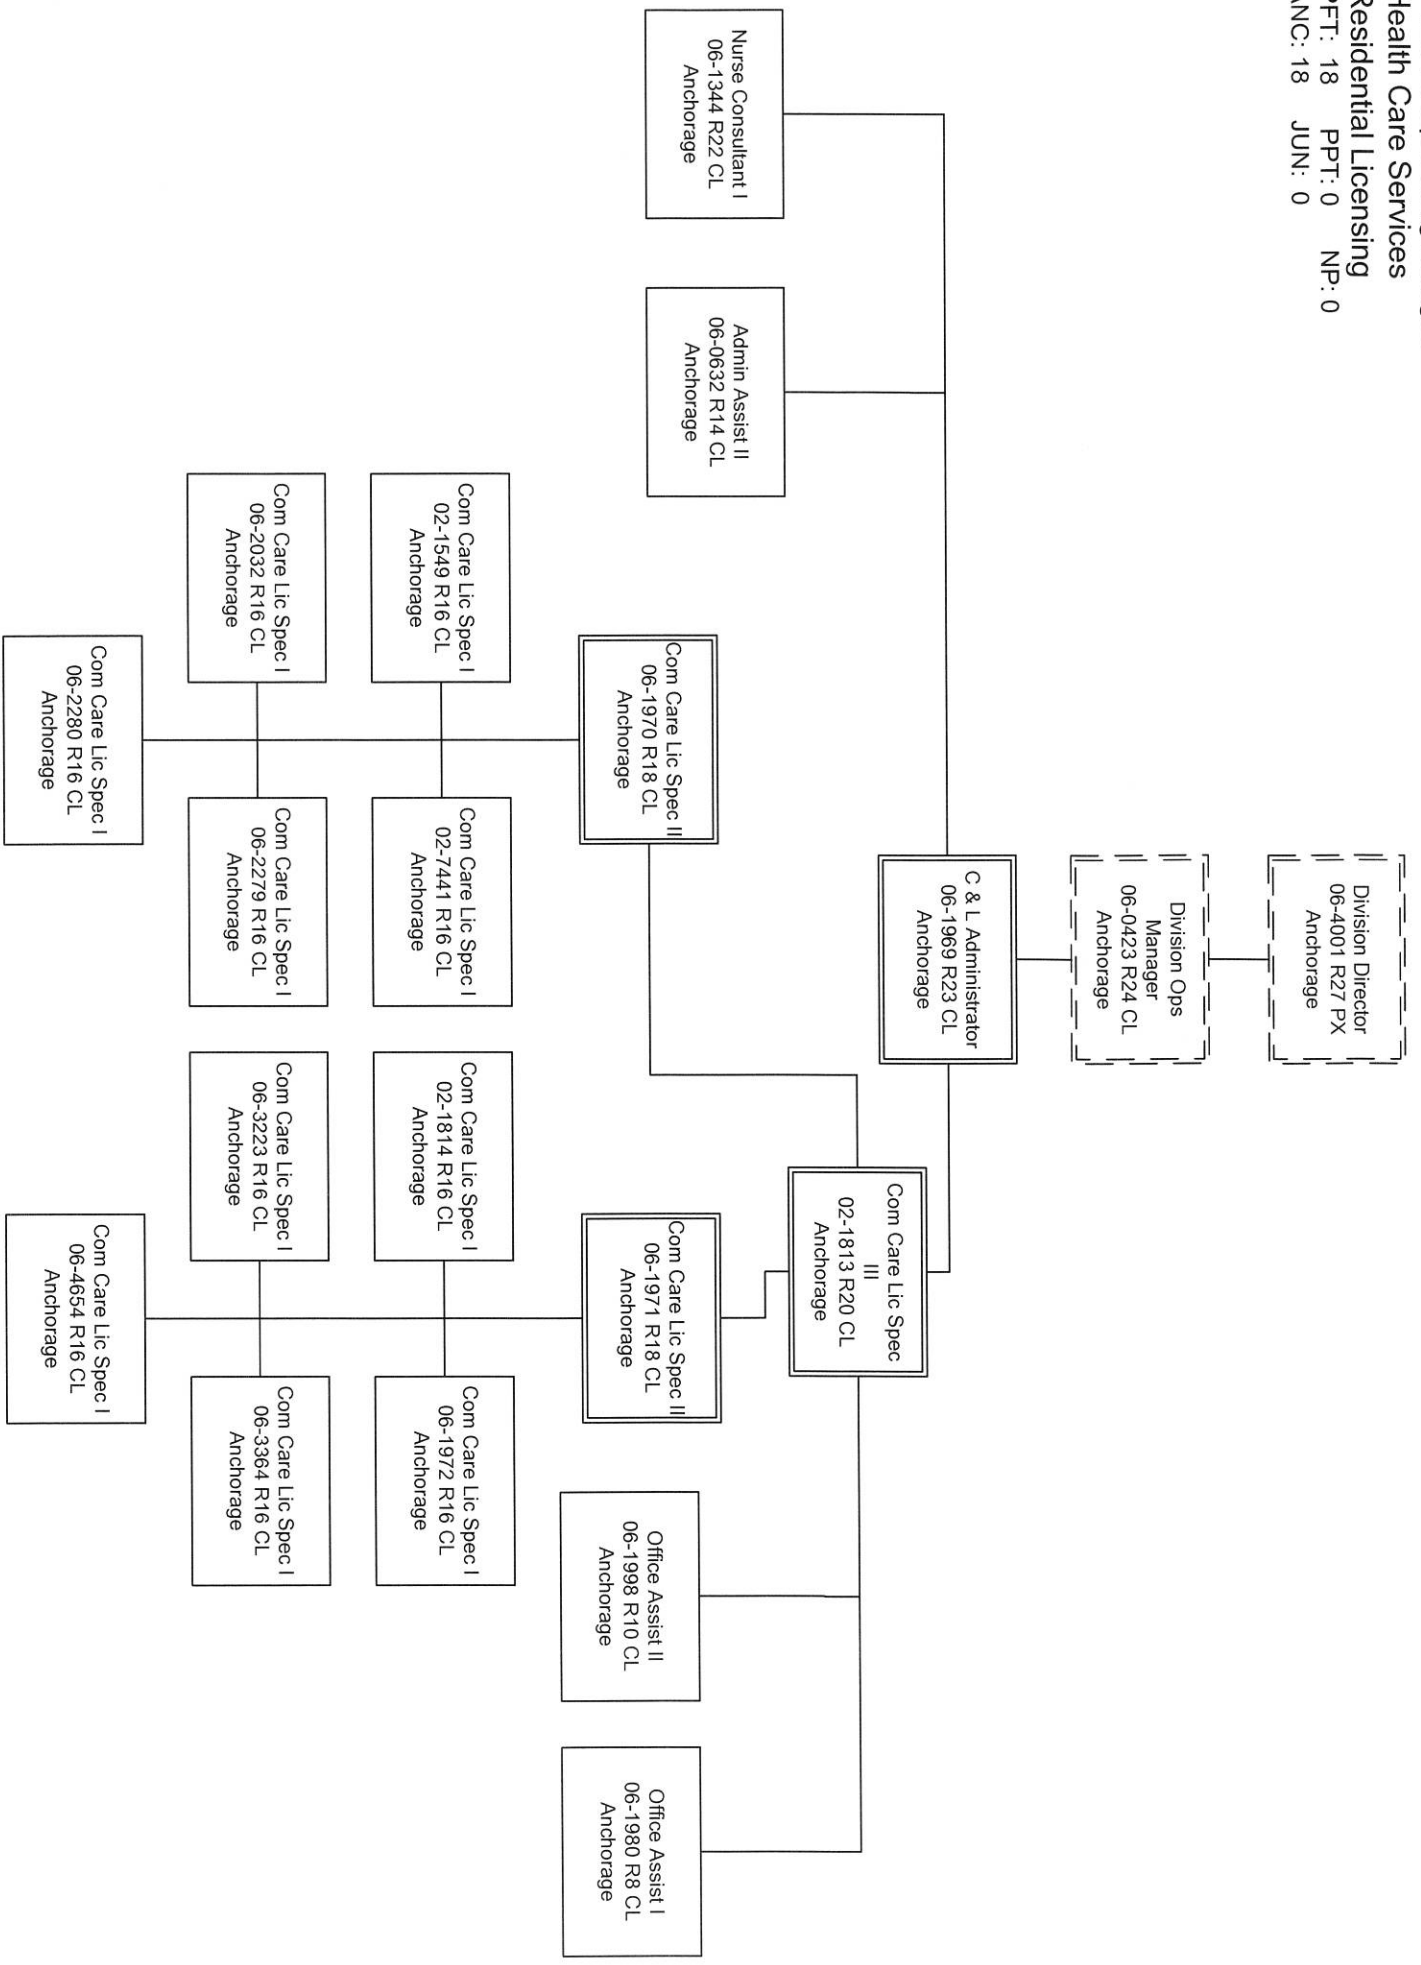 Health Care Services
Residential Licensing
PFT: 18 PPT: 0 NP: 0
ANC: 18 JUN: 0
Division Director
06-4001 R27 PX
Anchorage
Division Ops
Manager
06-0423 R24 CL
Anchorage
C & L Administrator
06-1969 R23 CL
Anchorage
Nurse Consultant I
06-1344 R22 CL
Anchorage
Admin Assist II
06-0632 R14 CL
Anchorage
Com Care Lic Spec
III
02-1813 R20 CL
Anchorage
Com Care Lic Spec II
06-1970 R18 CL
Anchorage
Com Care Lic Spec II
06-1971 R18 CL
Anchorage
Office Assist II
06-1998 R10 CL
Anchorage
Office Assist I
06-1980 R8 CL
Anchorage
Com Care Lic Spec I
02-1549 R16 CL
Anchorage
Com Care Lic Spec I
02-7441 R16 CL
Anchorage
Com Care Lic Spec I
02-1814 R16 CL
Anchorage
Com Care Lic Spec I
06-1972 R16 CL
Anchorage
Com Care Lic Spec I
06-2032 R16 CL
Anchorage
Com Care Lic Spec I
06-2279 R16 CL
Anchorage
Com Care Lic Spec I
06-3223 R16 CL
Anchorage
Com Care Lic Spec I
06-3364 R16 CL
Anchorage
Com Care Lic Spec I
06-2280 R16 CL
Anchorage
Com Care Lic Spec I
06-4654 R16 CL
Anchorage